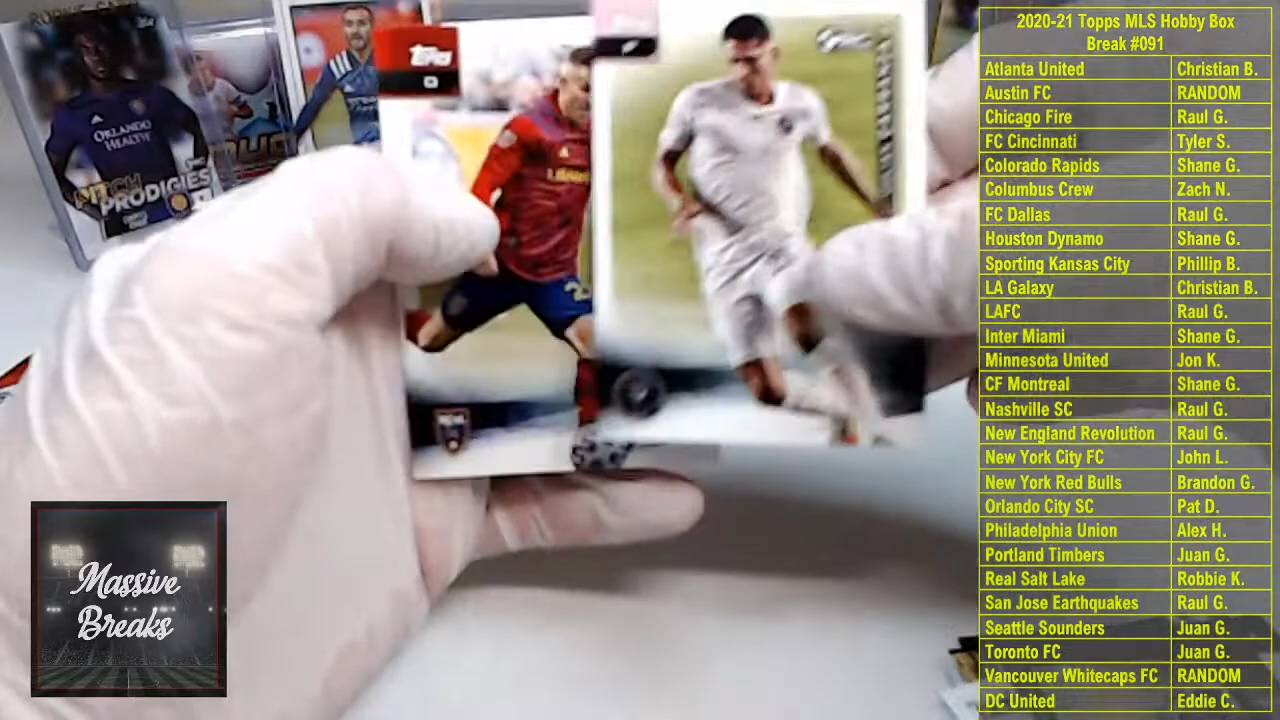 2020-21 Topps MLS Hobby Box
Break #091
Atlanta United Christian B.
Austin FC RANDOM
Chicago Fire Raul G.
FC Cincinnati Tyler S.
Colorado Rapids Shane G.
Columbus Crew Zach N.
FC Dallas Raul G.
Houston Dynamo Shane G.
Sporting Kansas City Phillip B.
LA Galaxy Christian B.
LAFC Raul G.
Inter Miami Shane G.
Minnesota United Jon K.
CF Montreal Shane G.
Nashville SC Raul G.
New England Revolution Raul G.
New York City FC John L.
New York Red Bulls Brandon G.
Orlando City SC Pat D.
Philadelphia Union Alex H.
Portland Timbers Juan G.
Real Salt Lake Robbie K.
San Jose Earthquakes Raul G.
Seattle Sounders Juan G.
Toronto FC Juan G.
Vancouver Whitecaps FC RANDOM
DC United Eddie C.
ORLANDO
HEALTH
PITCH
PRODIGIES
Topps
Massive
Breaks